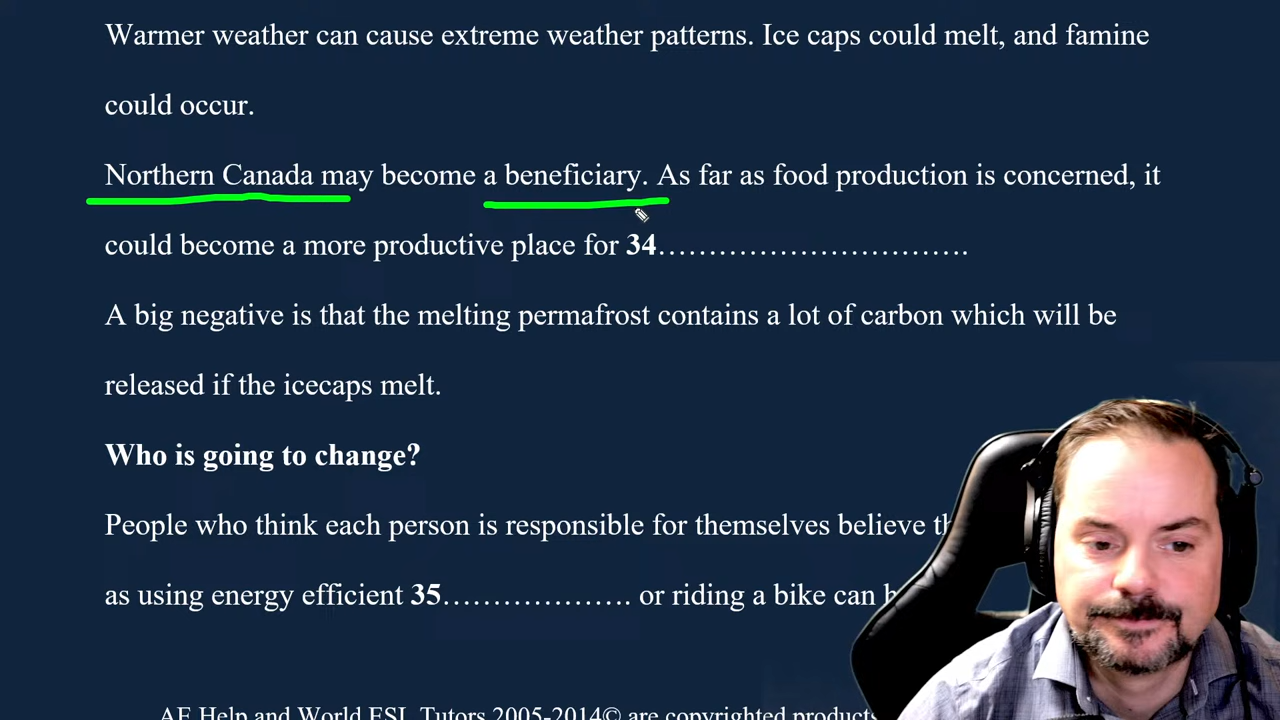 Warmer weather can cause extreme weather patterns. Ice caps could melt, and famine
could occur.
Northern Canada may become a beneficiary. As far as food production is concerned, it
could become a more productive place for 34…………………………….
A big negative is that the melting permafrost contains a lot of carbon which will be
released if the icecaps melt.
Who is going to change?
People who think each person is responsible for themselves believe
as using energy efficient 35………………. or riding a bike can
AE Help and World ESL Tutors 2005-2014© are copyrighted products